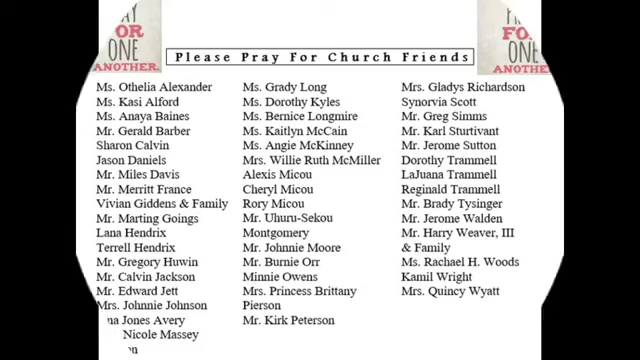 FOR
ONE
ANOTHER.
Please Pray For Church Friends
FOR
ONE
ANOTHER.
Ms. Othelia Alexander
Ms. Kasi Alford
Ms. Anaya Baines
Mr. Gerald Barber
Sharon Calvin
Jason Daniels
Mr. Miles Davis
Mr. Merritt France
Vivian Giddens & Family
Mr. Marting Goings
Lana Hendrix
Terrell Hendrix
Mr. Gregory Huwin
Mr. Calvin Jackson
Mr. Edward Jett
Mrs. Johnnie Johnson
Jones Avery
Nicole Massey
Ms. Grady Long
Ms. Dorothy Kyles
Ms. Bernice Longmire
Ms. Kaitlyn McCain
Ms. Angie McKinney
Mrs. Willie Ruth McMiller
Alexis Micou
Cheryl Micou
Rory Micou
Mr. Uhuru-Sekou
Montgomery
Mr. Johnnie Moore
Mr. Burnie Orr
Minnie Owens
Mrs. Princess Brittany
Pierson
Mr. Kirk Peterson
Mrs. Gladys Richardson
Synorvia Scott
Mr. Greg Simms
Mr. Karl Sturtivant
Mr. Jerome Sutton
Dorothy Trammell
LaJuana Trammell
Reginald Trammell
Mr. Brady Tysinger
Mr. Jerome Walden
Mr. Harry Weaver, III
& Family
Ms. Rachael H. Woods
Kamil Wright
Mrs. Quincy Wyatt